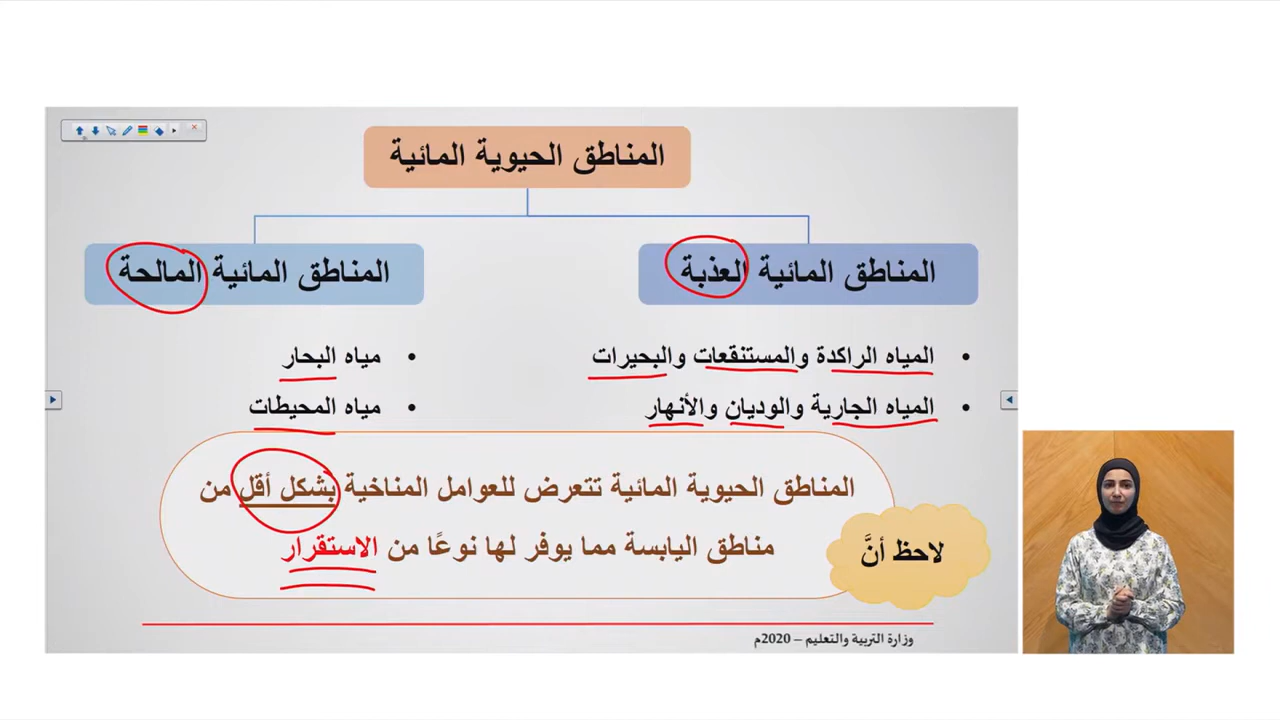 المناطق الحيوية المائية
المناطق المائية العذبة
المياه الراكدة والمستنقعات والبحيرات
المياه الجارية والوديان والأنهار
المناطق المائية المالحة
مياه البحار
مياه المحيطات
لاحظ أنَّ
المناطق الحيوية المائية تتعرض للعوامل المناخية بشكل أقل من
مناطق اليابسة مما يوفر لها نوعًا من الاستقرار
وزارة التربية والتعليم – 2020م